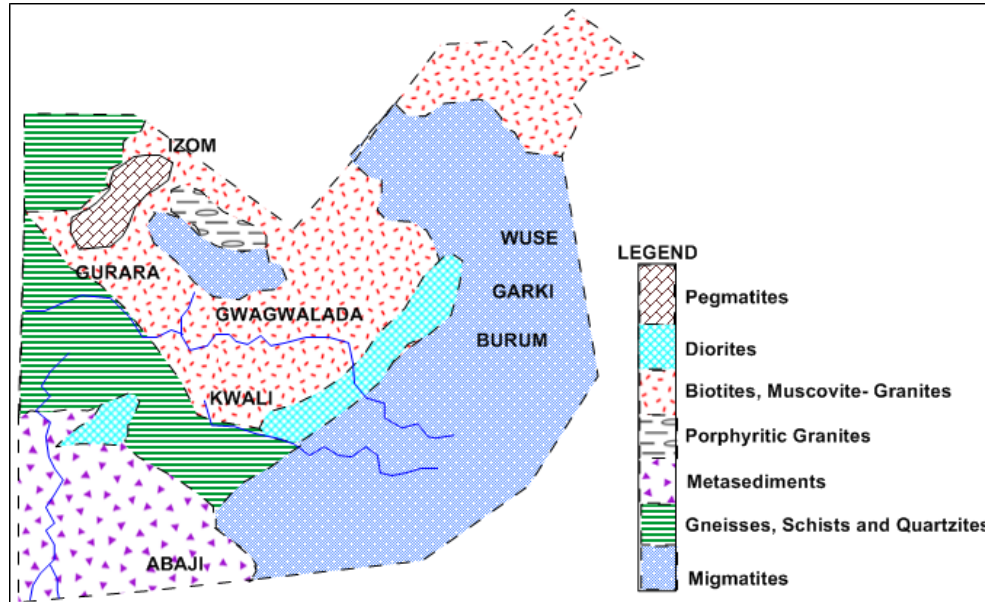 IZOM
WUSE
LEGEND
GURARA
GARKI
Pegmatites
GWAGWALADA
BURUM
Diorites
KWALI
Biotites, Muscovite- Granites
Porphyritic Granites
Metasediments
Gneisses, Schists and Quartzites
ABAJI
Migmatites